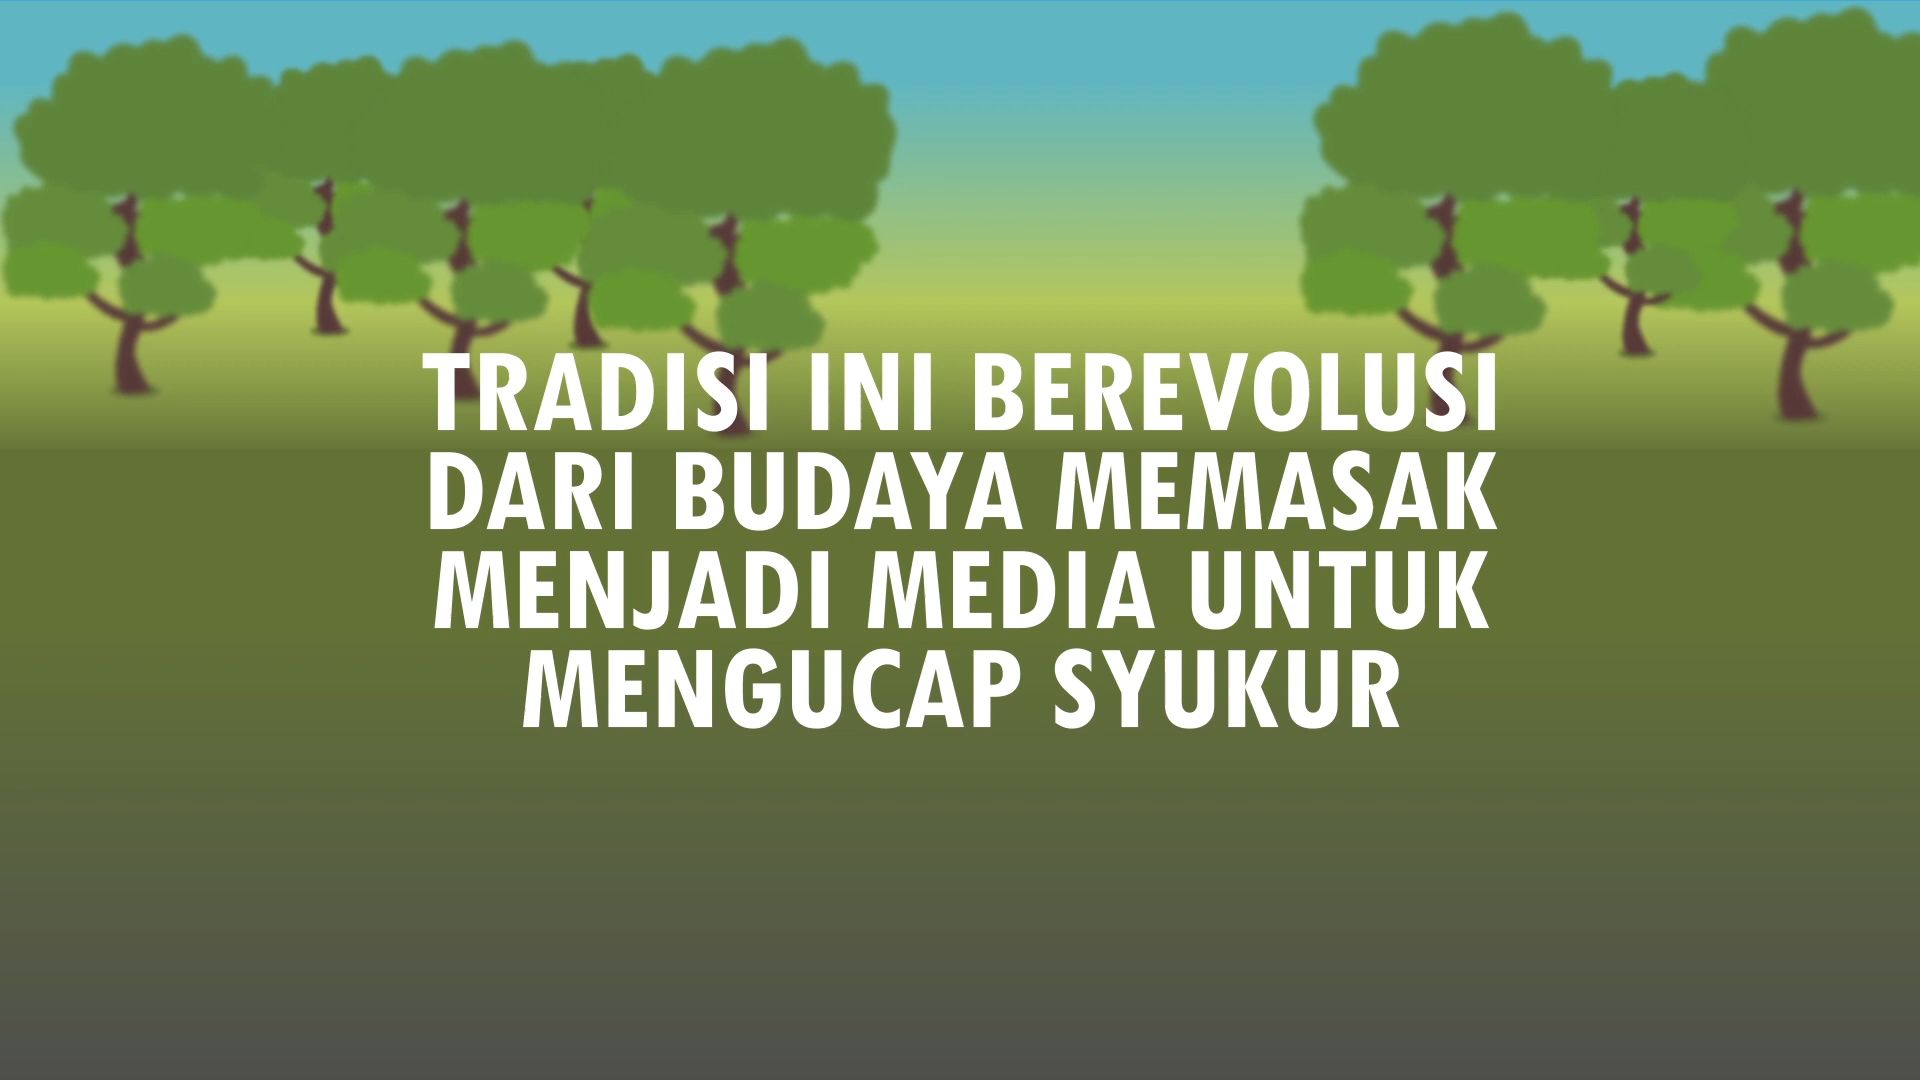 TRADISI INI BEREVOLUSI
DARI BUDAYA MEMASAK
MENJADI MEDIA UNTUK
MENGUCAP SYUKUR